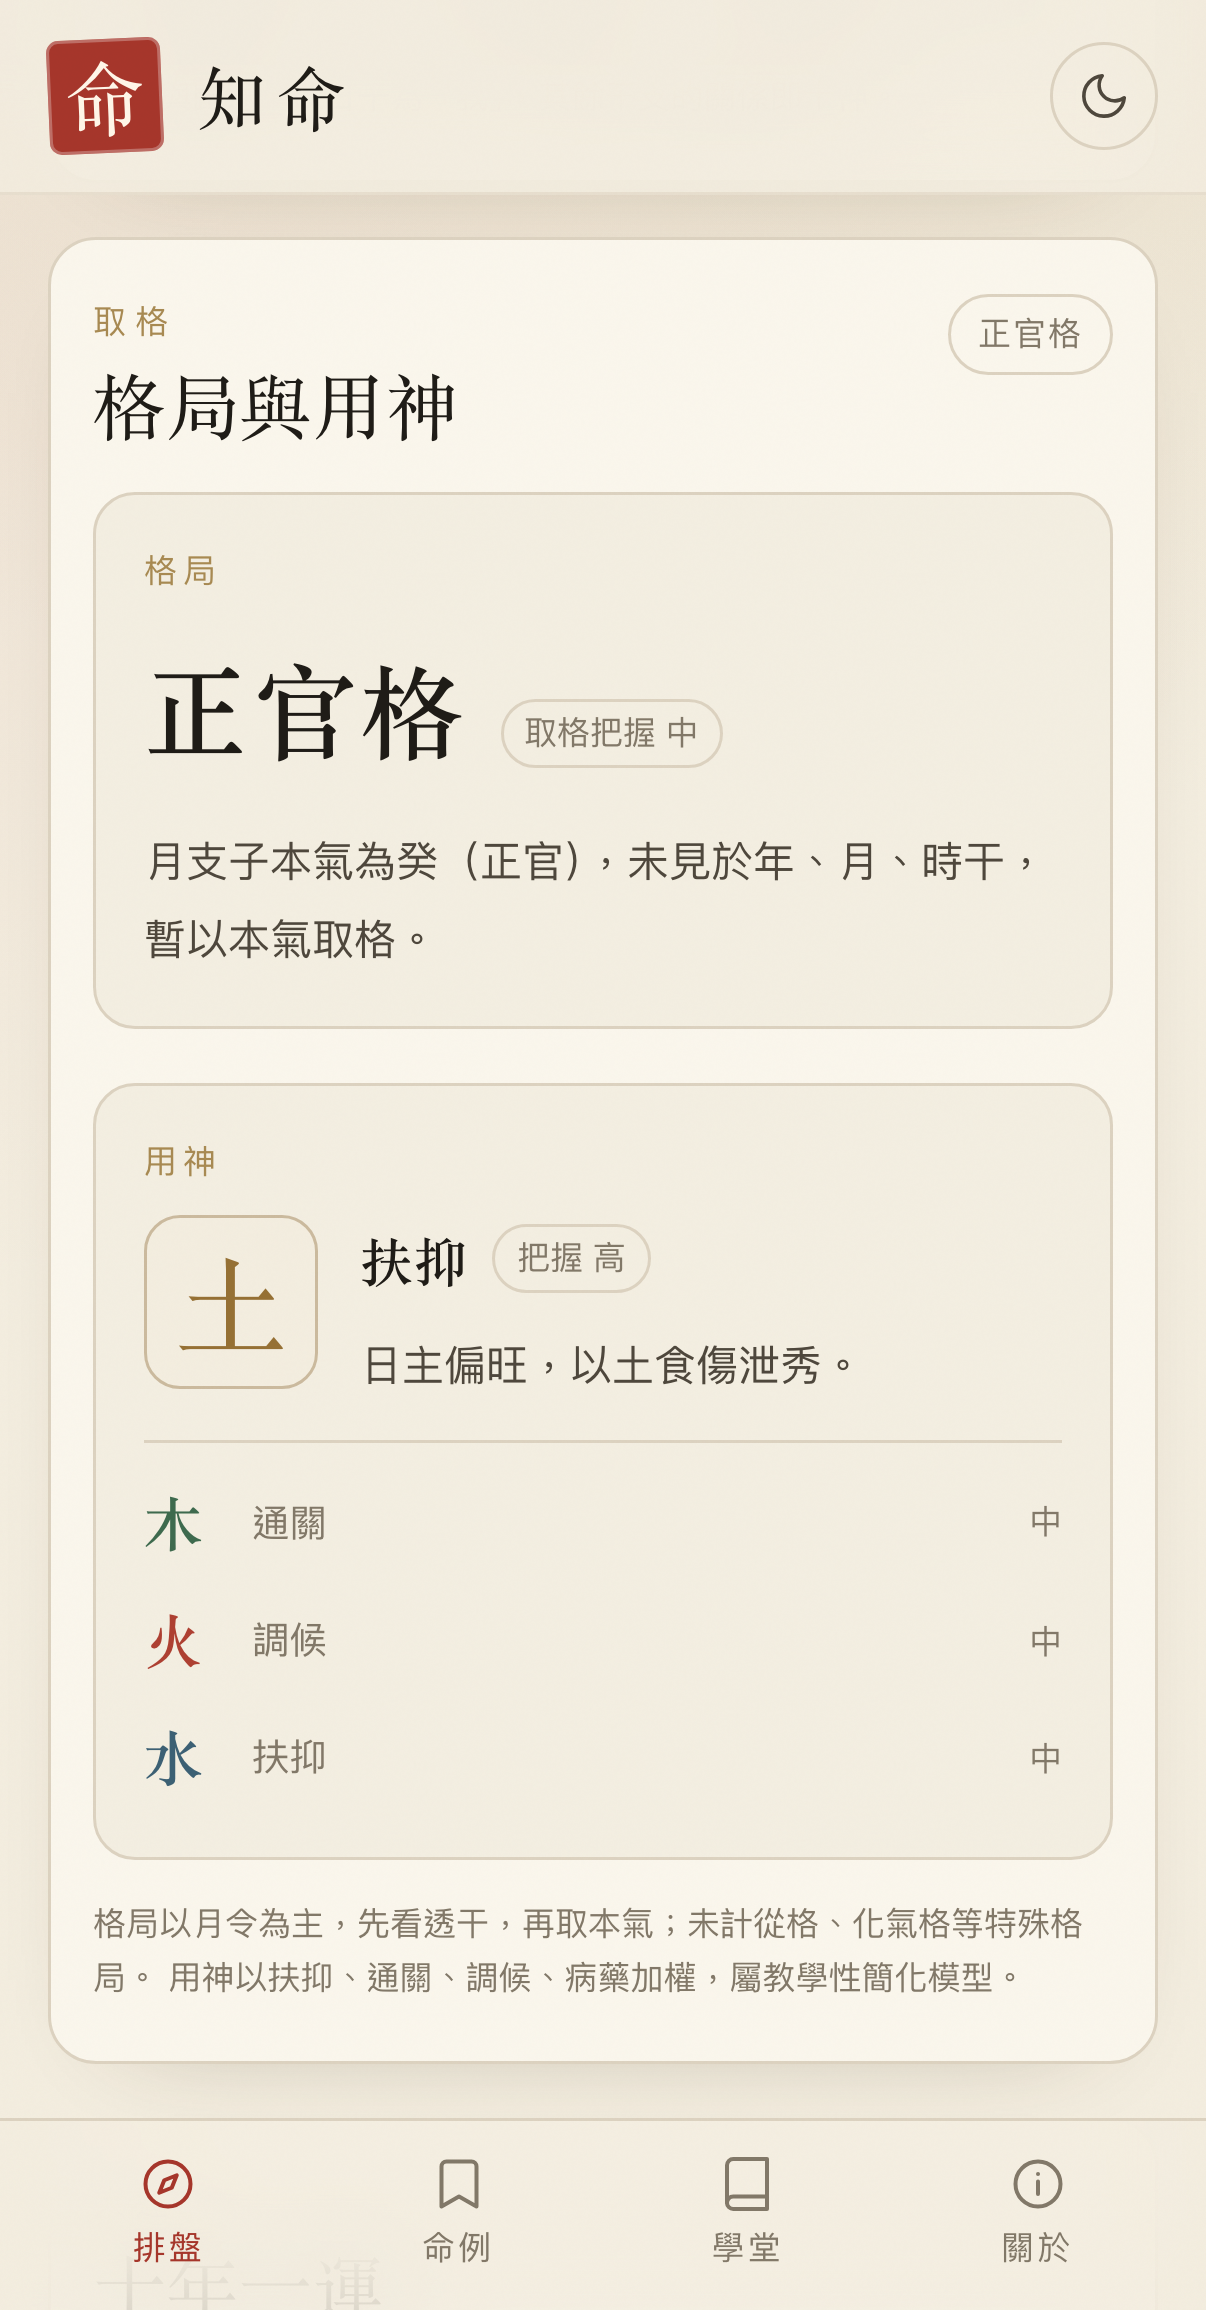 命 知命
取格
正官格
格局與用神
格局
正官格 取格把握 中
月支子本氣為癸（正官），未見於年、月、時干，
暫以本氣取格。
用神
土
扶抑 把握 高
日主偏旺，以土食傷泄秀。
木 通關 中
火 調候 中
水 扶抑 中
格局以月令為主，先看透干，再取本氣；未計從格、化氣格等特殊格
局。 用神以扶抑、通關、調候、病藥加權，屬教學性簡化模型。
排盤 命例 學堂 關於
十年一運